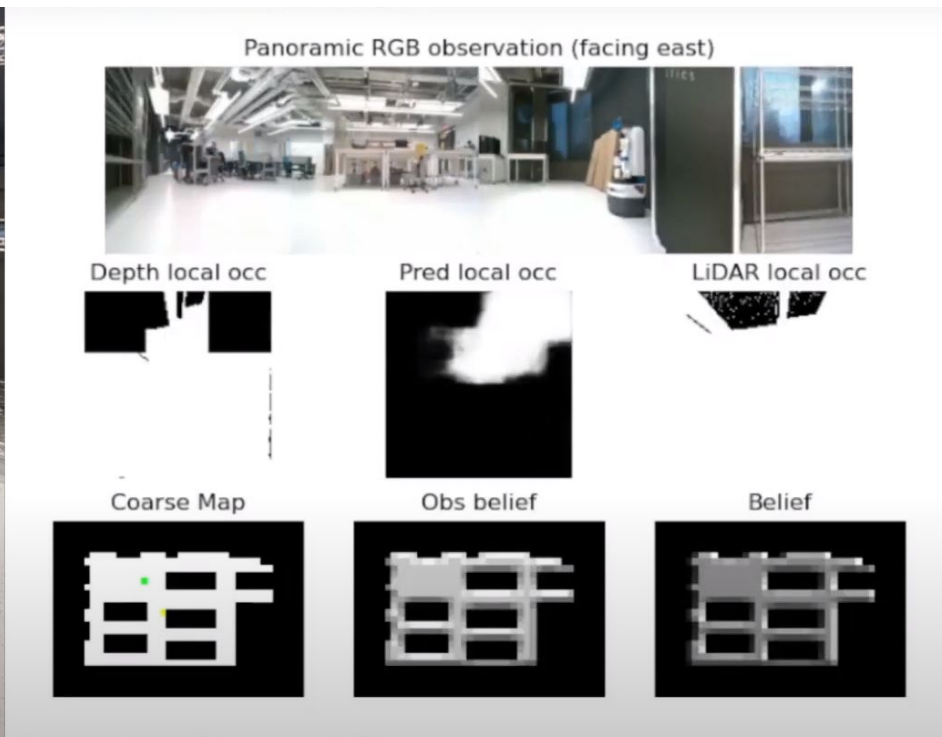 Panoramic RGB observation (facing east)
Depth local occ
Pred local occ
LiDAR local occ
Coarse Map
Obs belief
Belief